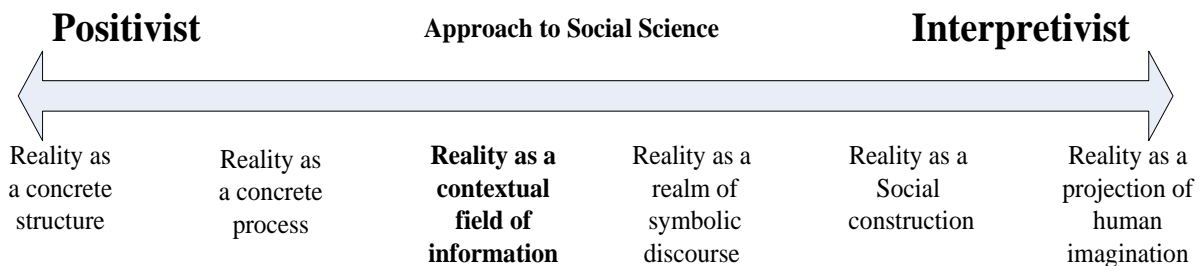 Positivist
Approach to Social Science
Interpretivist
Reality as
a concrete
structure
Reality as
a concrete
process
Reality as a
contextual
field of
information
Reality as a
realm of
symbolic
discourse
Reality as a
Social
construction
Reality as a
projection of
human
imagination